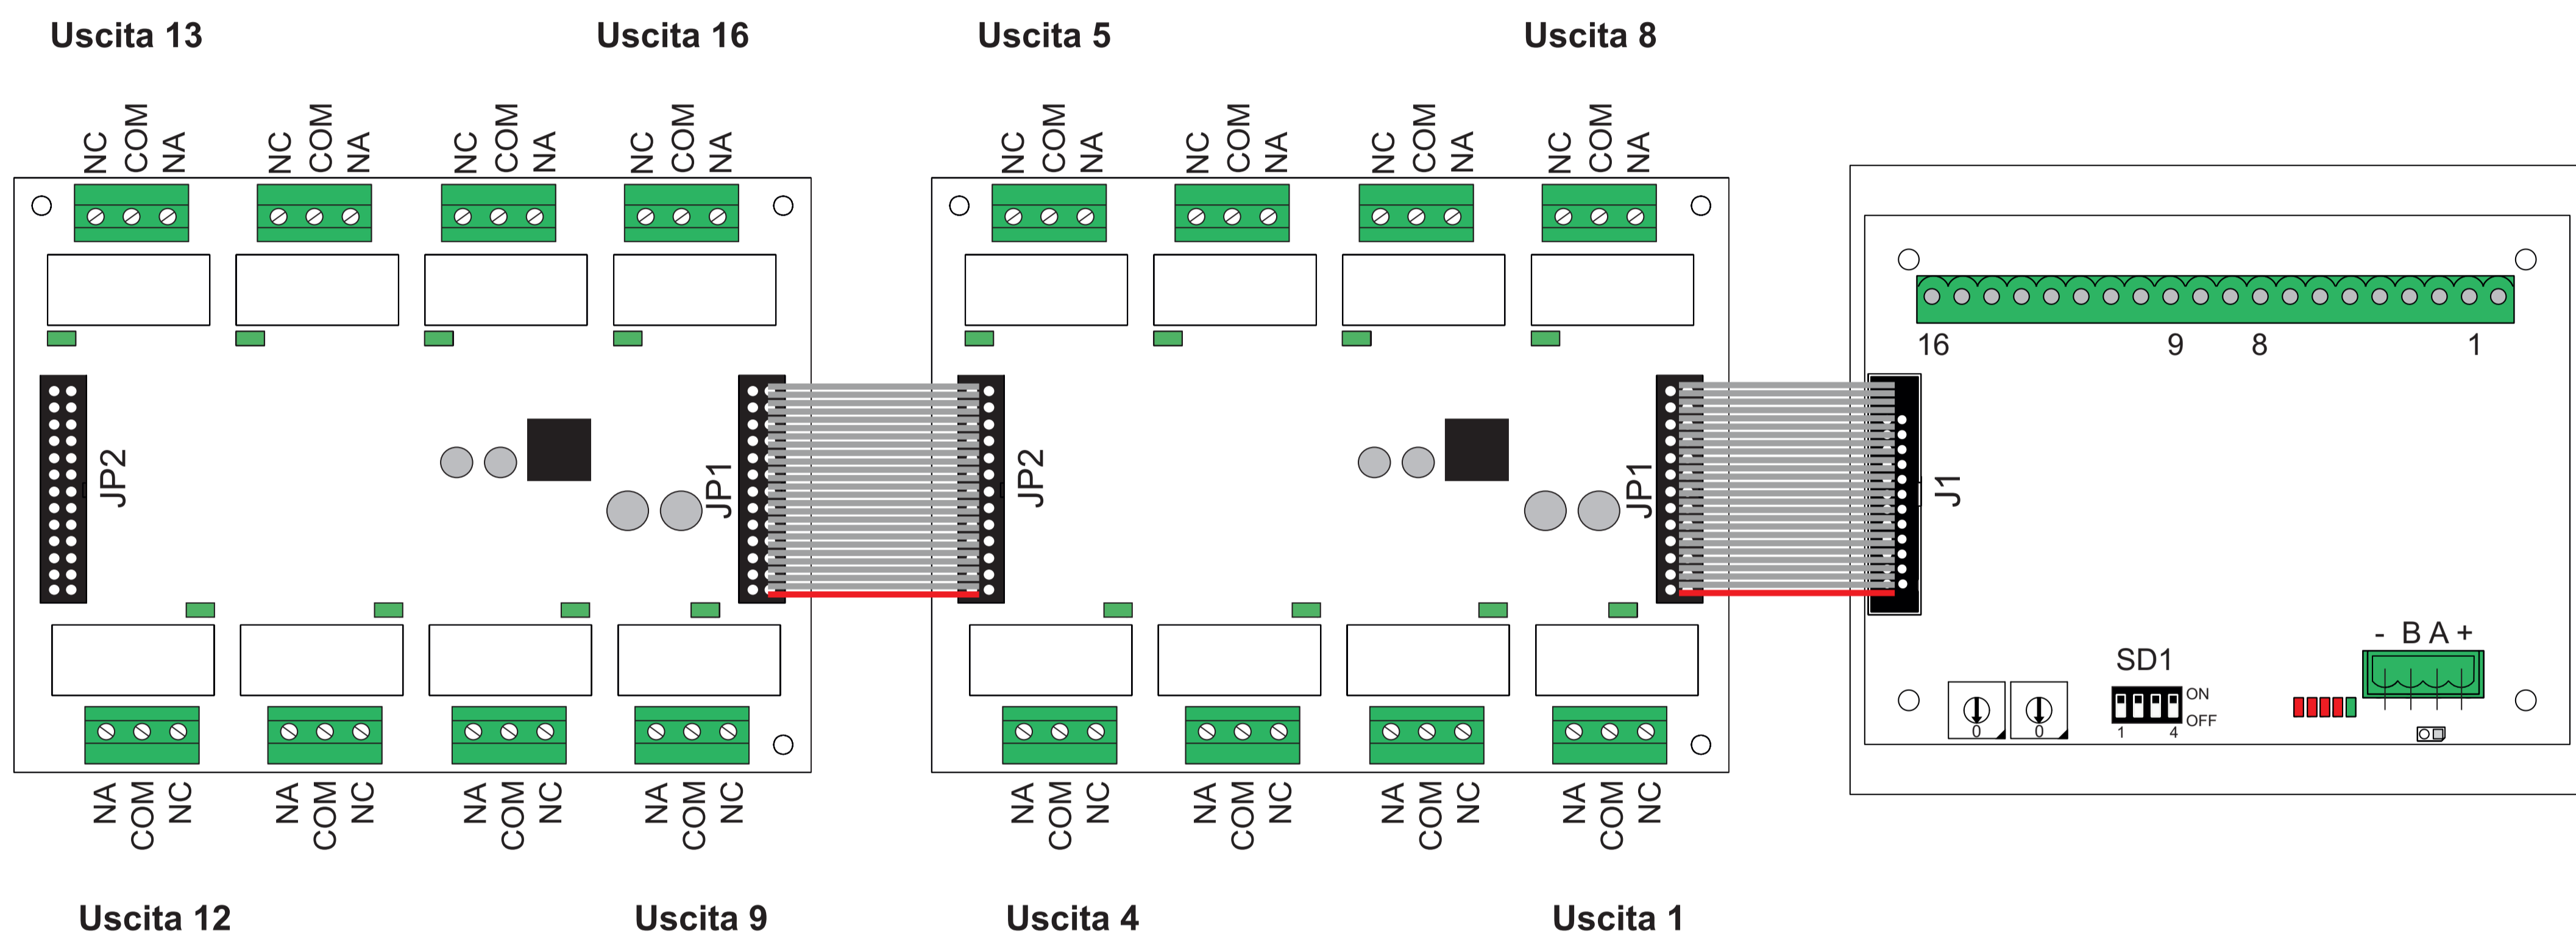 Uscita 13 Uscita 16 Uscita 5 Uscita 8
NC COM NA NC COM NA NC COM NA NC COM NA NC COM NA NC COM NA NC COM NA NC COM NA
16 9 8 1
JP2 JP1 JP2 JP1 J1
- B A +
SD1
ON
OFF
0 0 1 4
NA COM NC NA COM NC NA COM NC NA COM NC NA COM NC NA COM NC NA COM NC NA COM NC
Uscita 12 Uscita 9 Uscita 4 Uscita 1